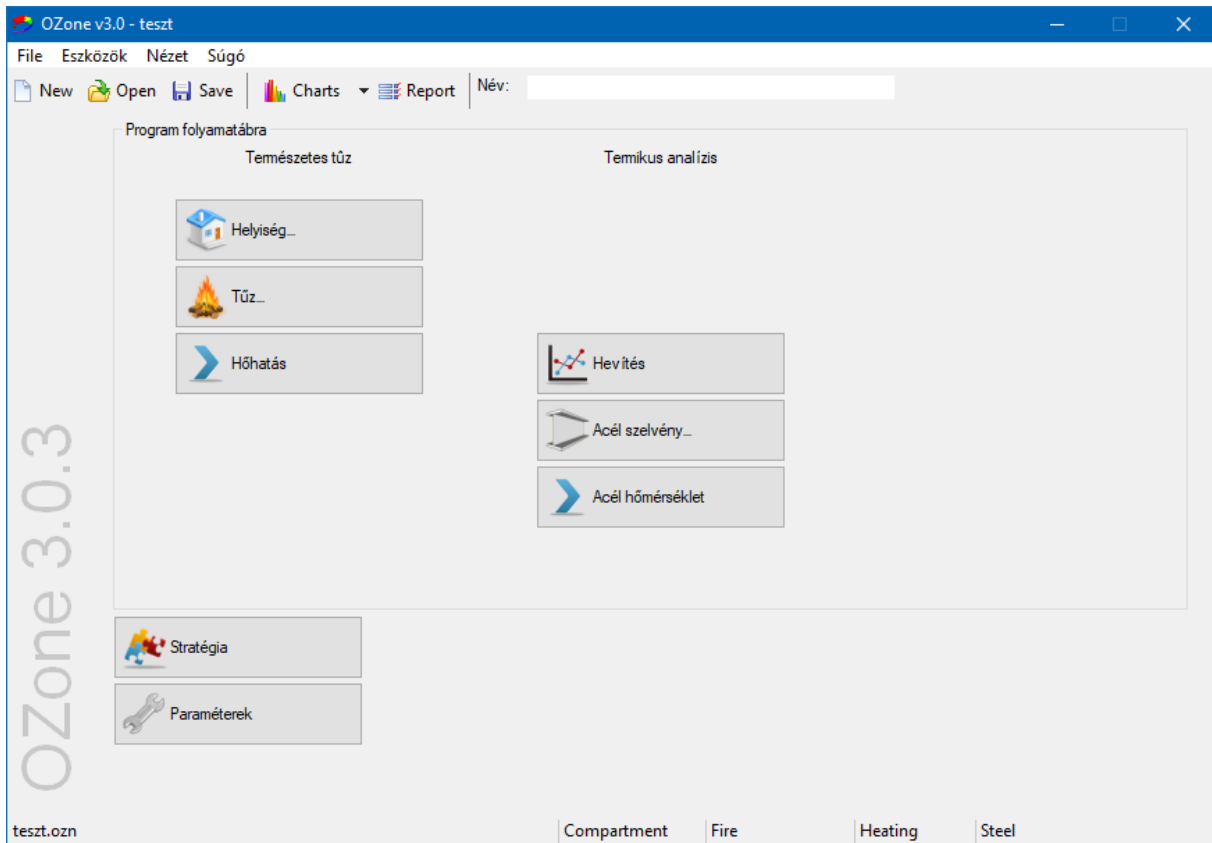 OZone v3.0 - teszt
File Eszközök Nézet Súgó
New Open Save Charts Report Név:
Program folyamatábra
Természetes tûz Termikus analízis
Helyiség...
Tűz...
Hőhatás Hevítés
Acél szelvény...
Acél hőmérséklet
Stratégia
Paraméterek
OZone 3.0.3
teszt.ozn Compartment Fire Heating Steel